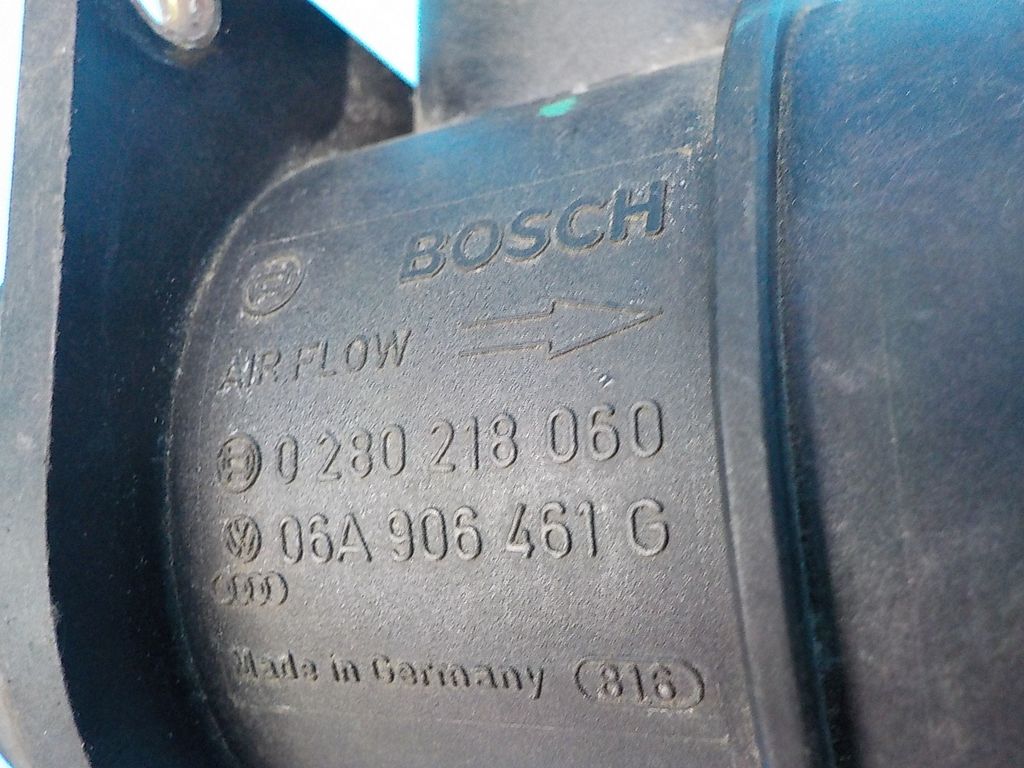 BOSCH
AIR FLOW
0 280 218 060
06A 906 461 G
Made in Germany 816